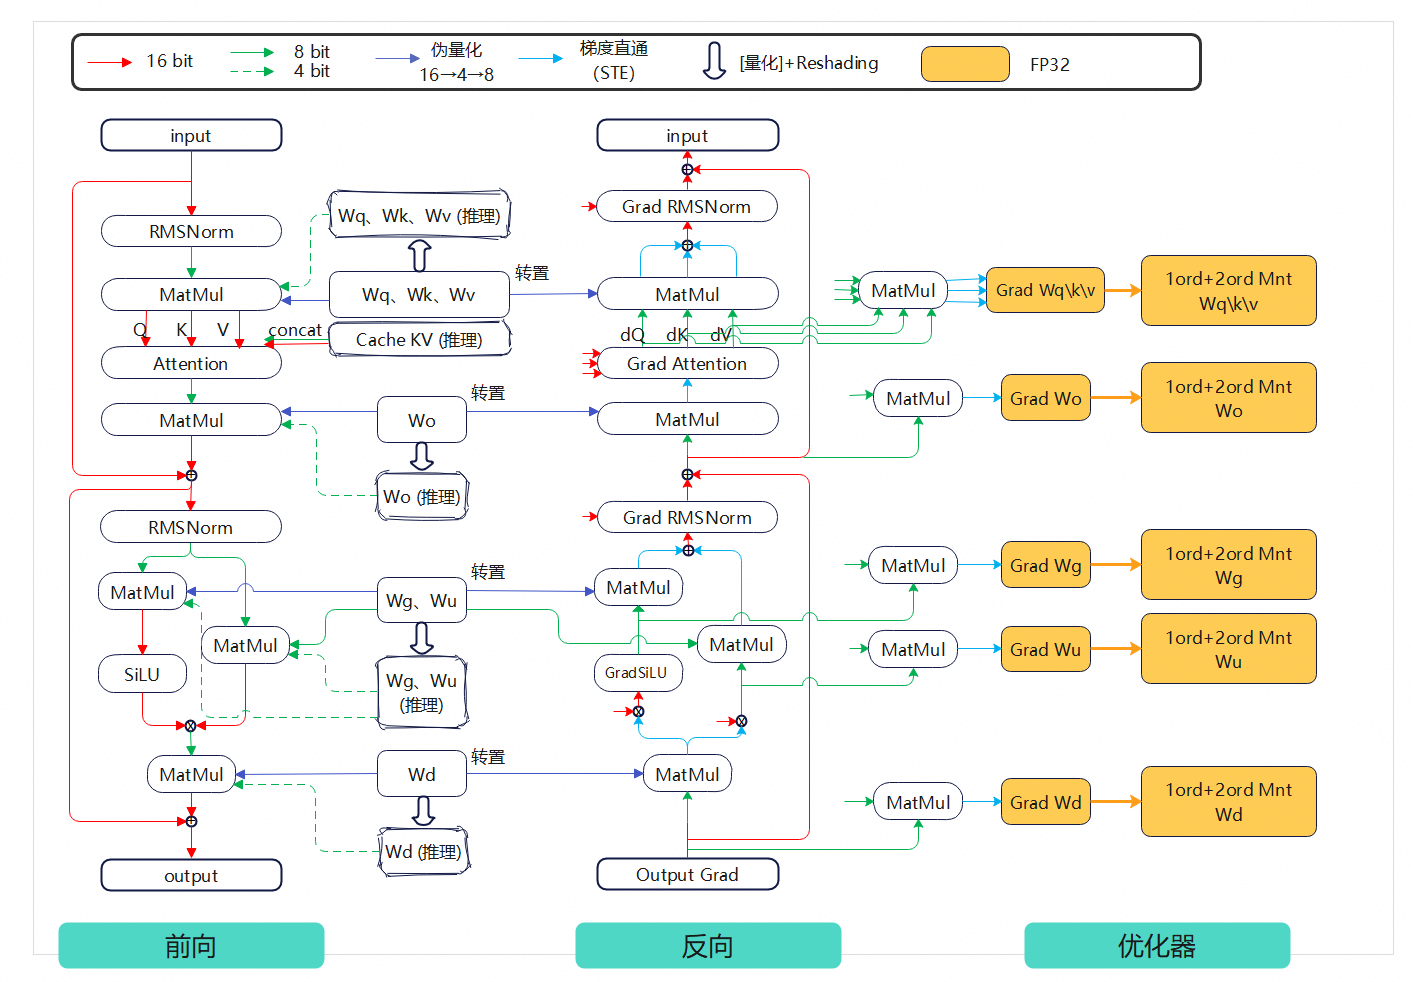 16 bit
8 bit
4 bit
伪量化
16→4→8
梯度直通
(STE)
[量化]+Reshading
FP32
input
RMSNorm
MatMul
Q
K
V
concat
Attention
MatMul
RMSNorm
MatMul
MatMul
SiLU
MatMul
output
Wq、Wk、Wv (推理)
Wq、Wk、Wv
转置
Cache KV (推理)
Wo
转置
Wo (推理)
Wg、Wu
转置
Wg、Wu
(推理)
Wd
转置
Wd (推理)
input
Grad RMSNorm
MatMul
dQ
dK
dV
Grad Attention
MatMul
Grad RMSNorm
MatMul
MatMul
GradSiLU
MatMul
Output Grad
MatMul
Grad Wq\k\v
1ord+2ord Mnt
Wq\k\v
MatMul
Grad Wo
1ord+2ord Mnt
Wo
MatMul
Grad Wg
1ord+2ord Mnt
Wg
MatMul
Grad Wu
1ord+2ord Mnt
Wu
MatMul
Grad Wd
1ord+2ord Mnt
Wd
前向
反向
优化器